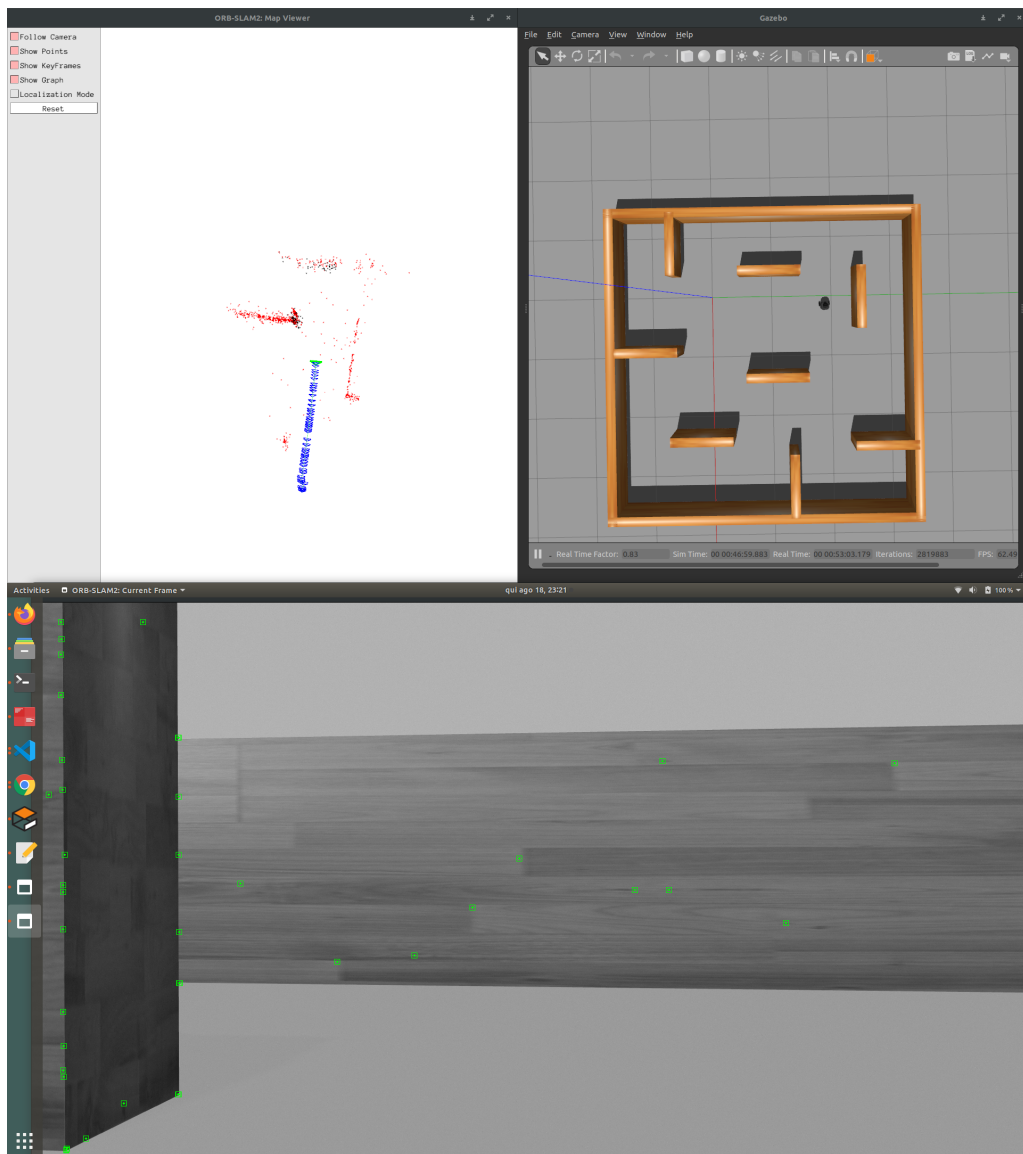 ORB-SLAM2: Map Viewer
Follow Camera
Show Points
Show KeyFrames
Show Graph
Localization Mode
Reset
Gazebo
File Edit Camera View Window Help
Real Time Factor: 0.83 Sim Time: 00 00:46:59.883 Real Time: 00 00:53:03.179 Iterations: 2819883 FPS: 62.49
Activities ORB-SLAM2: Current Frame qui ago 18, 23:21 100 %